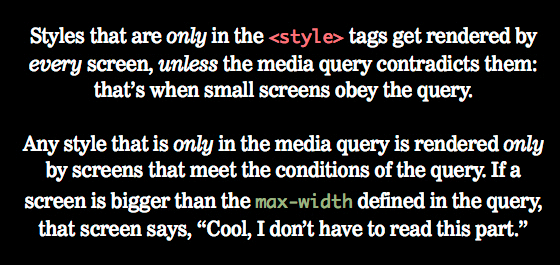 Styles that are only in the <style> tags get rendered by
every screen, unless the media query contradicts them:
that’s when small screens obey the query.
Any style that is only in the media query is rendered only
by screens that meet the conditions of the query. If a
screen is bigger than the max-width defined in the query,
that screen says, “Cool, I don’t have to read this part.”